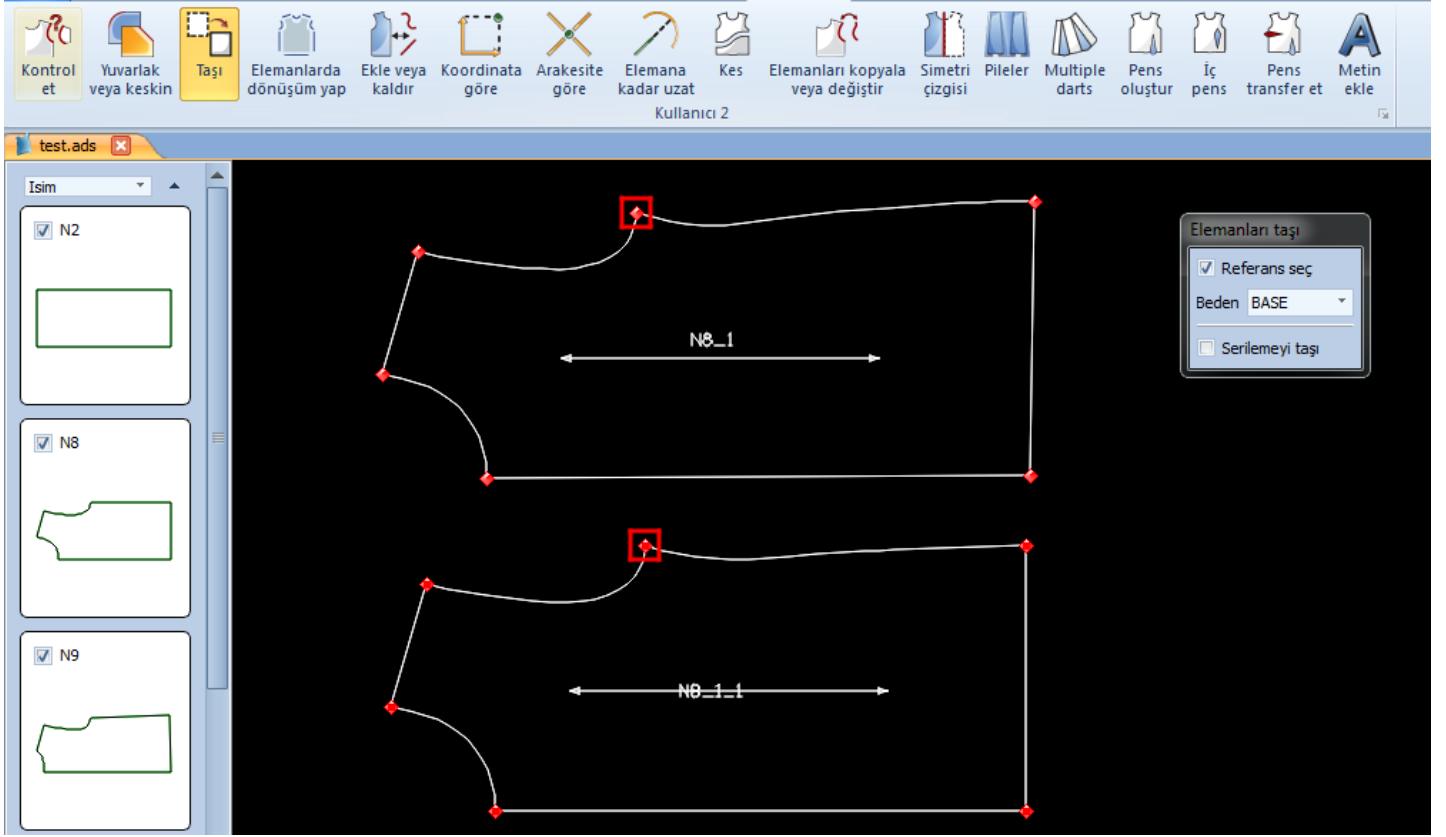 Kontrol et
Yuvarlak veya keskin
Taşı
Elemanlarda dönüşüm yap
Ekle veya kaldır
Koordinata göre
Arakesite göre
Elemana kadar uzat
Kes
Elemanları kopyala veya değiştir
Simetri çizgisi
Pileler
Multiple darts
Pens oluştur
İç pens
Pens transfer et
Metin ekle
Kullanıcı 2
test.ads
Isim
N2
N8
N9
N8_1
N8_1_1
Elemanları taşı
Referans seç
Beden BASE
Serilemeyi taşı